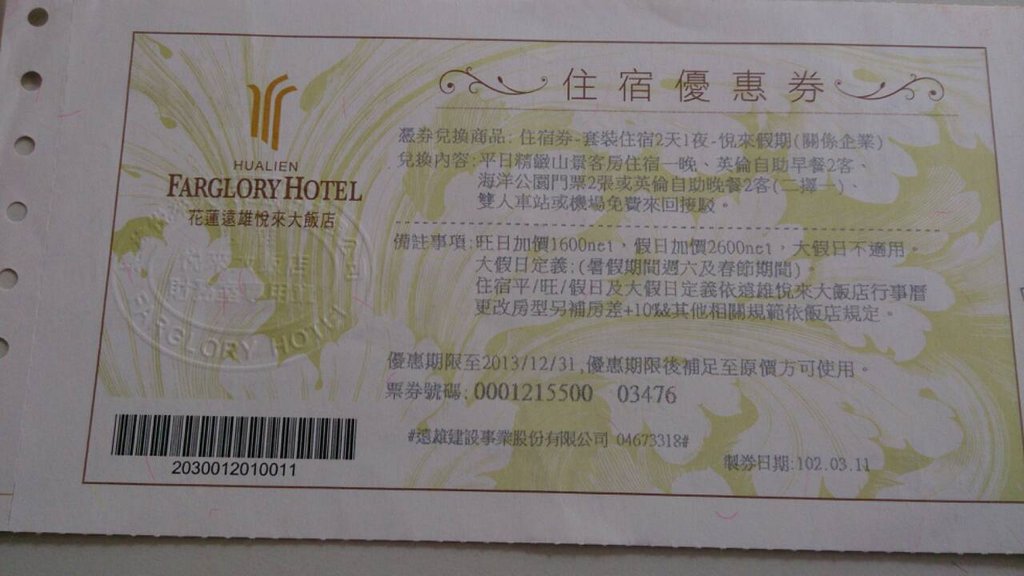 住宿優惠券
HUALIEN
FARGLORY HOTEL
花蓮遠雄悅來大飯店
憑券兌換商品: 住宿券-套裝住宿2天1夜-悅來假期(關係企業)
兌換內容:平日精緻山景客房住宿一晚、英倫自助早餐2客、
海洋公園門票2張或英倫自助晚餐2客(二擇一)、
雙人車站或機場免費來回接駁。
備註事項:旺日加價1600net，假日加價2600net，大假日不適用。
大假日定義:(暑假期間週六及春節期間)
住宿平/旺/假日及大假日定義依遠雄悅來大飯店行事曆
更改房型另補房差+10%其他相關規範依飯店規定。
優惠期限至2013/12/31,優惠期限後補足至原價方可使用。
票券號碼: 0001215500 03476
#遠雄建設事業股份有限公司 04673318#
製券日期:102.03.11
2030012010011
FARGLORY HOTEL